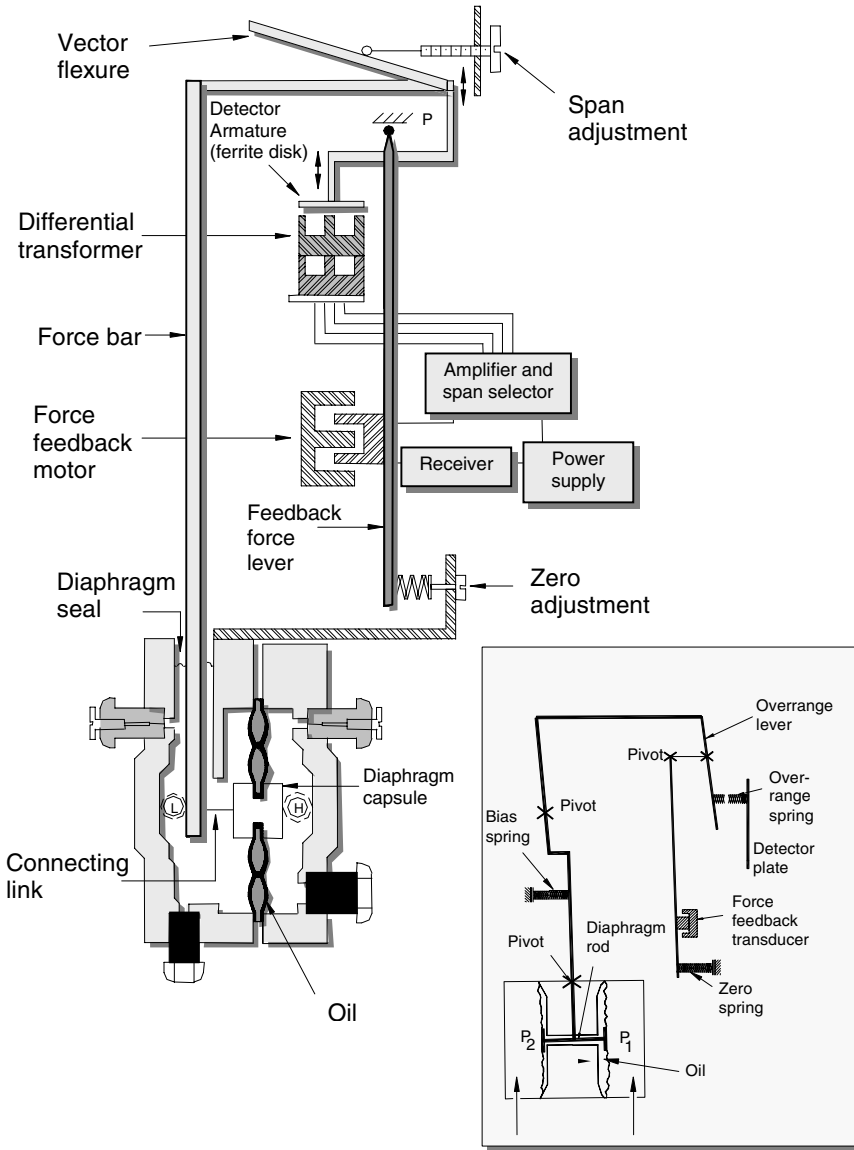 Vector
flexure
Span
adjustment
P
Detector
Armature
(ferrite disk)
Differential
transformer
Force bar
Amplifier and
span selector
Force
feedback
motor
Receiver
Power
supply
Feedback
force
lever
Zero
adjustment
Diaphragm
seal
Diaphragm
capsule
L
H
Connecting
link
Oil
Overrange
lever
Pivot
Over-
range
spring
Pivot
Bias
spring
Detector
plate
Force
feedback
transducer
Diaphragm
rod
Pivot
Zero
spring
P2
P1
Oil